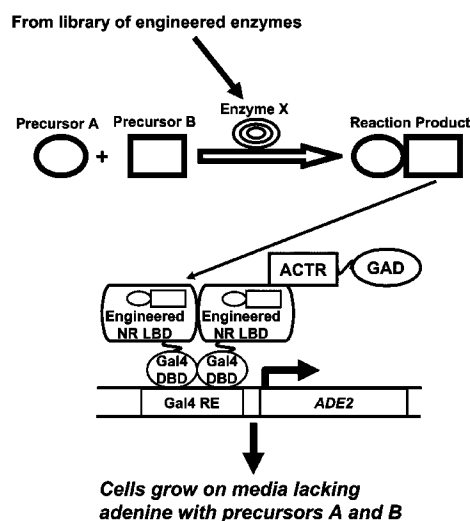 From library of engineered enzymes
Enzyme X
Precursor A
Precursor B
Reaction Product
+
ACTR
GAD
Engineered
NR LBD
Engineered
NR LBD
Gal4
DBD
Gal4
DBD
Gal4 RE
ADE2
Cells grow on media lacking
adenine with precursors A and B